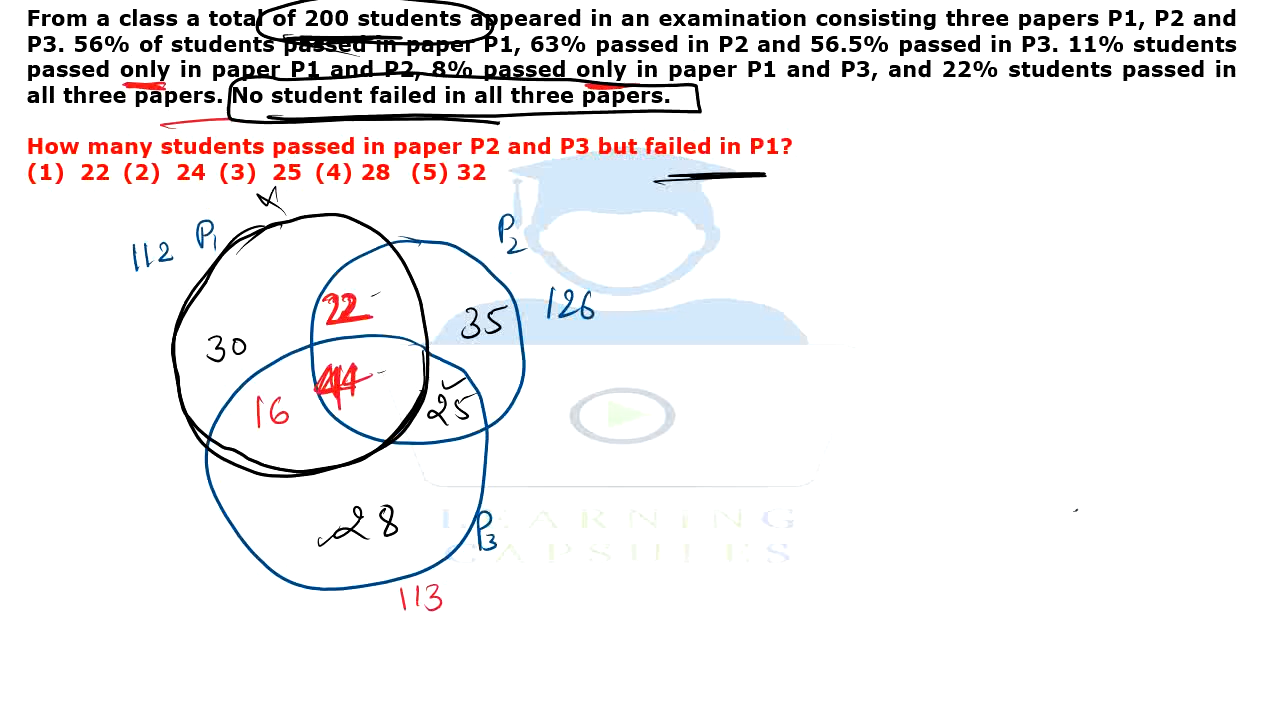 From a class a total of 200 students appeared in an examination consisting three papers P1, P2 and
P3. 56% of students passed in paper P1, 63% passed in P2 and 56.5% passed in P3. 11% students
passed only in paper P1 and P2, 8% passed only in paper P1 and P3, and 22% students passed in
all three papers. No student failed in all three papers.
How many students passed in paper P2 and P3 but failed in P1?
(1) 22 (2) 24 (3) 25 (4) 28 (5) 32
112 P1
P2
22
35
126
30
44
16
25
28
P3
113
LEARNING
CAPSULES